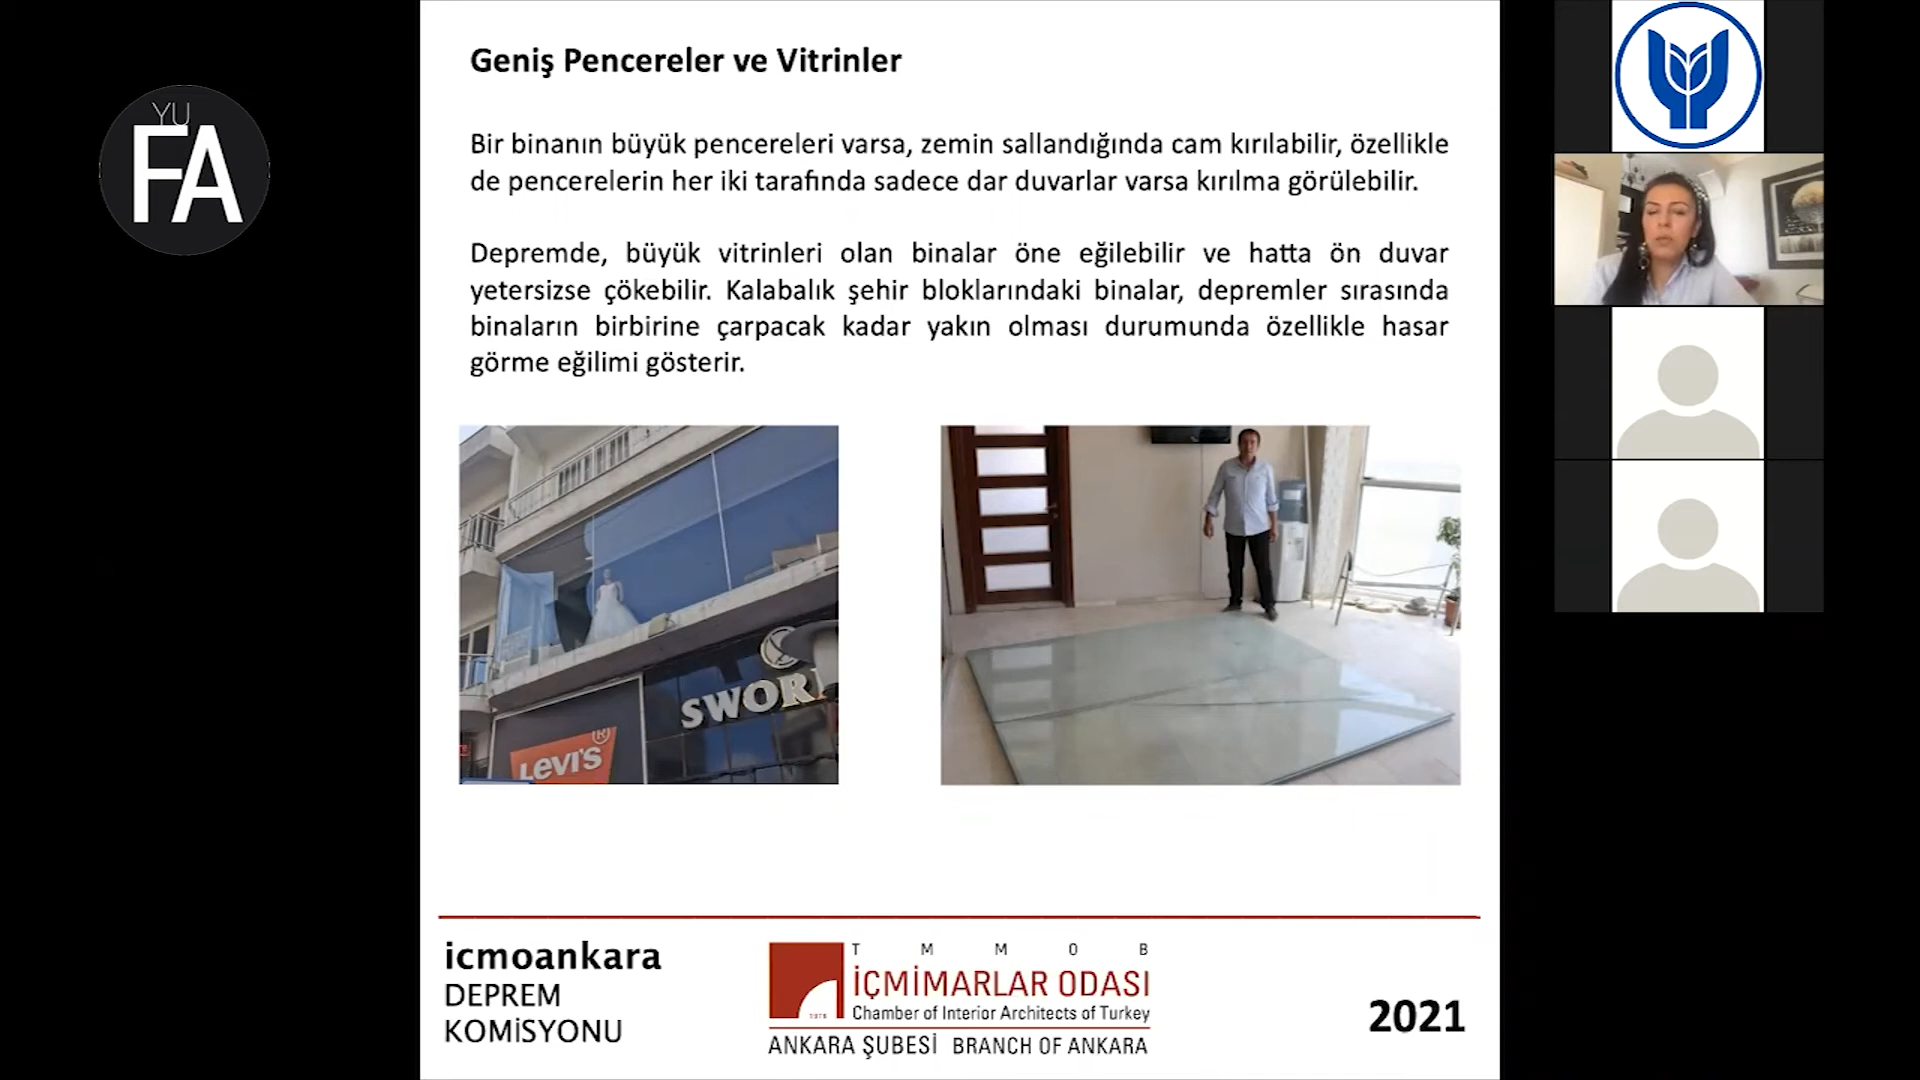 YU
FA
Geniş Pencereler ve Vitrinler
Bir binanın büyük pencereleri varsa, zemin sallandığında cam kırılabilir, özellikle
de pencerelerin her iki tarafında sadece dar duvarlar varsa kırılma görülebilir.
Depremde, büyük vitrinleri olan binalar öne eğilebilir ve hatta ön duvar
yetersizse çökebilir. Kalabalık şehir bloklarındaki binalar, depremler sırasında
binaların birbirine çarpacak kadar yakın olması durumunda özellikle hasar
görme eğilimi gösterir.
SWOR
LEVI'S®
icmoankara
DEPREM
KOMİSYONU
T M M O B
İÇMİMARLAR ODASI
1976
Chamber of Interior Architects of Turkey
ANKARA ŞUBESİ BRANCH OF ANKARA
2021